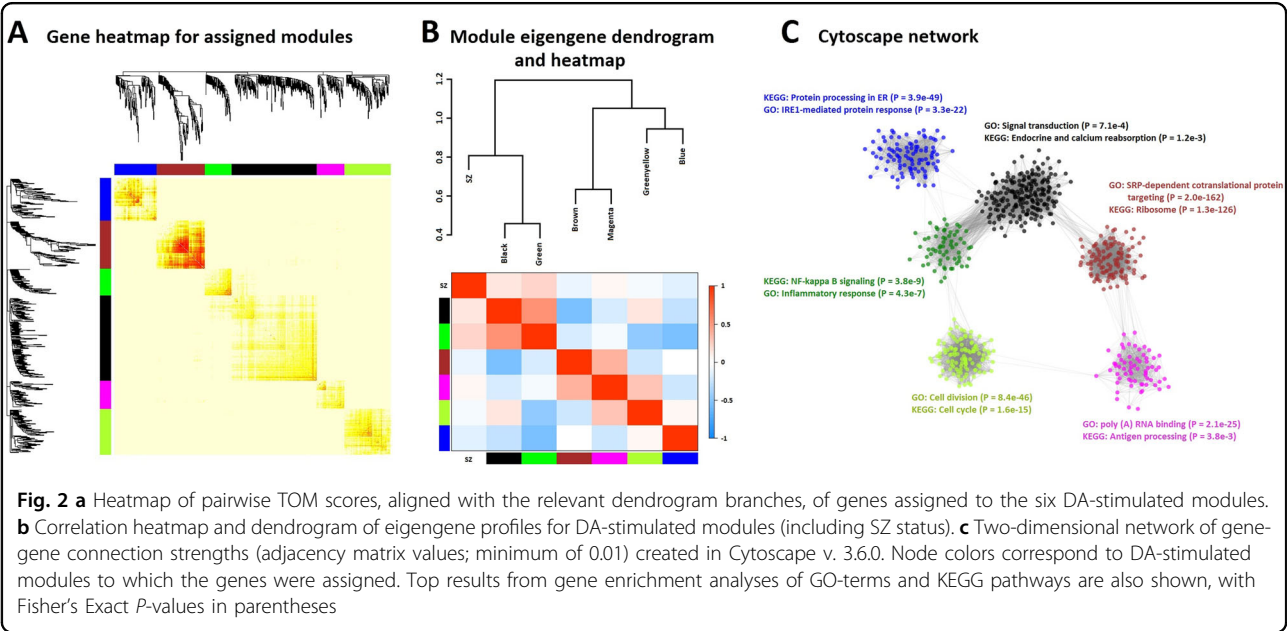 A Gene heatmap for assigned modules
B Module eigengene dendrogram
and heatmap
1.2
1.0
0.8
0.6
0.4
SZ
Black
Green
Brown
Magenta
Greenyellow
Blue
SZ
SZ
1
0.5
0
-0.5
-1
C Cytoscape network
KEGG: Protein processing in ER (P = 3.9e-49)
GO: IRE1-mediated protein response (P = 3.3e-22)
GO: Signal transduction (P = 7.1e-4)
KEGG: Endocrine and calcium reabsorption (P = 1.2e-3)
GO: SRP-dependent cotranslational protein
targeting (P = 2.0e-162)
KEGG: Ribosome (P = 1.3e-126)
KEGG: NF-kappa B signaling (P = 3.8e-9)
GO: Inflammatory response (P = 4.3e-7)
GO: Cell division (P = 8.4e-46)
KEGG: Cell cycle (P = 1.6e-15)
GO: poly (A) RNA binding (P = 2.1e-25)
KEGG: Antigen processing (P = 3.8e-3)
Fig. 2 a Heatmap of pairwise TOM scores, aligned with the relevant dendrogram branches, of genes assigned to the six DA-stimulated modules.
b Correlation heatmap and dendrogram of eigengene profiles for DA-stimulated modules (including SZ status). c Two-dimensional network of gene-
gene connection strengths (adjacency matrix values; minimum of 0.01) created in Cytoscape v. 3.6.0. Node colors correspond to DA-stimulated
modules to which the genes were assigned. Top results from gene enrichment analyses of GO-terms and KEGG pathways are also shown, with
Fisher's Exact P-values in parentheses